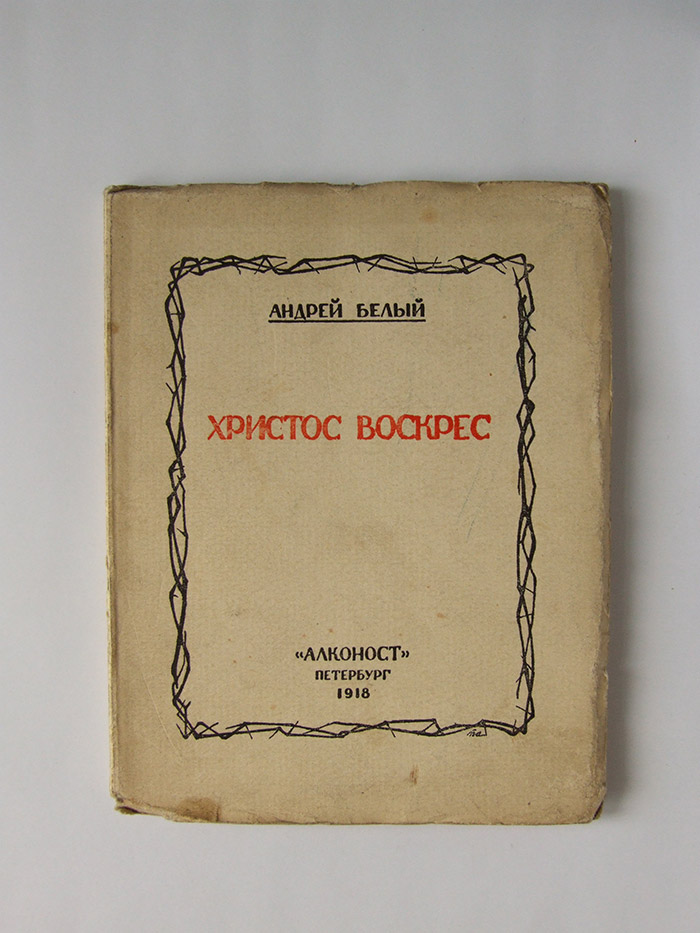 АНДРЕЙ БЕЛЫЙ
ХРИСТОС ВОСКРЕС
«АЛКОНОСТ»
ПЕТЕРБУРГ
1918